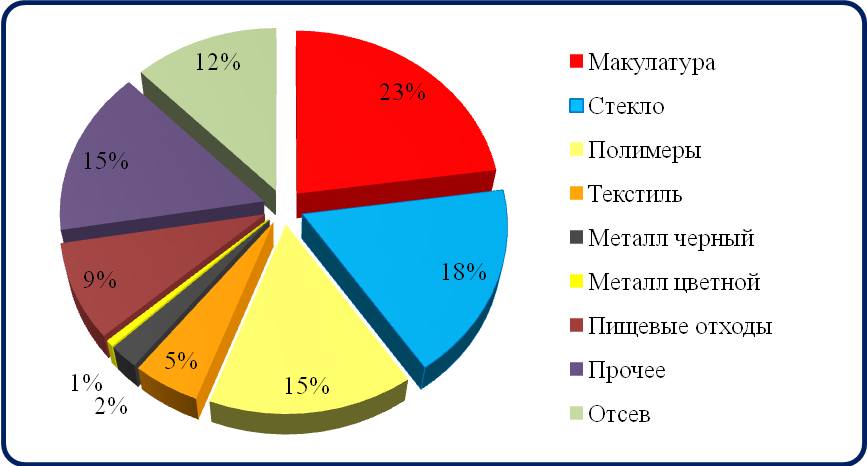 12%
23%
15%
18%
9%
5%
15%
1%
2%
Макулатура
Стекло
Полимеры
Текстиль
Металл черный
Металл цветной
Пищевые отходы
Прочее
Отсев